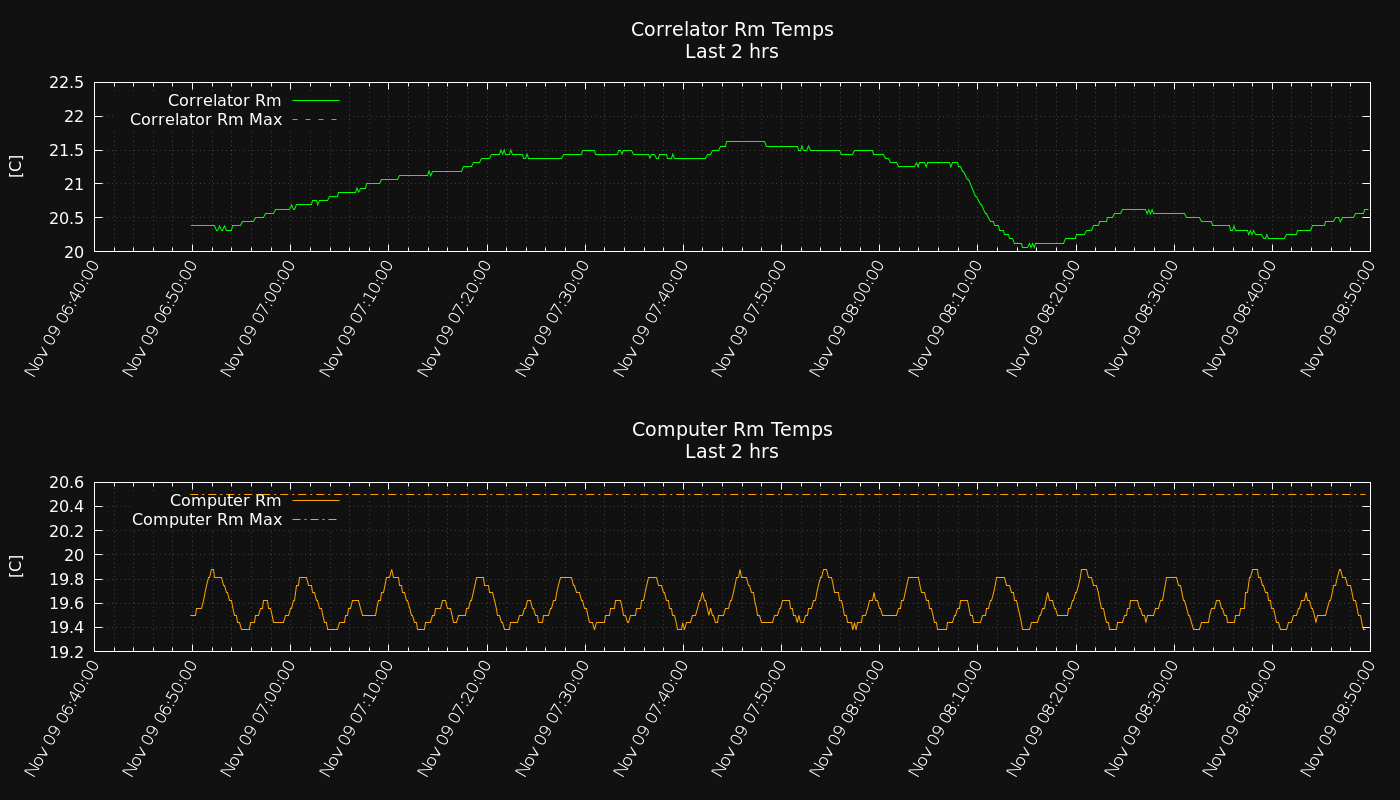 Correlator Rm Temps
Last 2 hrs
22.5
22
21.5
21
20.5
20
[C]
Correlator Rm
Correlator Rm Max
Nov 09 06:40:00
Nov 09 06:50:00
Nov 09 07:00:00
Nov 09 07:10:00
Nov 09 07:20:00
Nov 09 07:30:00
Nov 09 07:40:00
Nov 09 07:50:00
Nov 09 08:00:00
Nov 09 08:10:00
Nov 09 08:20:00
Nov 09 08:30:00
Nov 09 08:40:00
Nov 09 08:50:00
Computer Rm Temps
Last 2 hrs
20.6
20.4
20.2
20
19.8
19.6
19.4
19.2
[C]
Computer Rm
Computer Rm Max
Nov 09 06:40:00
Nov 09 06:50:00
Nov 09 07:00:00
Nov 09 07:10:00
Nov 09 07:20:00
Nov 09 07:30:00
Nov 09 07:40:00
Nov 09 07:50:00
Nov 09 08:00:00
Nov 09 08:10:00
Nov 09 08:20:00
Nov 09 08:30:00
Nov 09 08:40:00
Nov 09 08:50:00